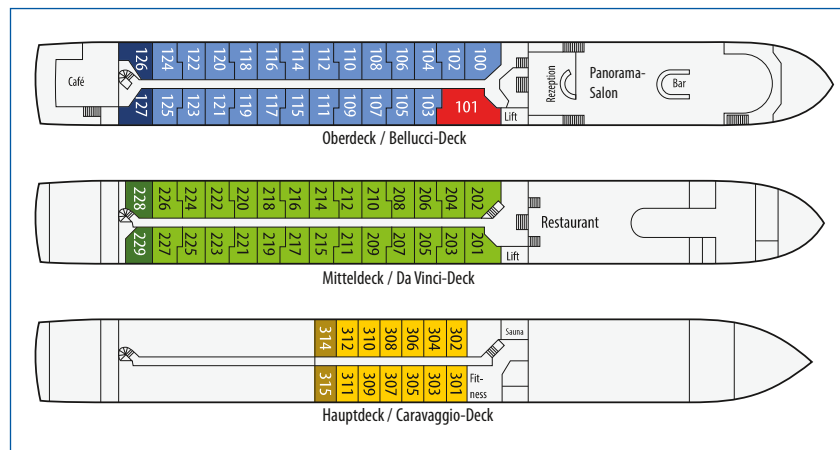 126 124 122 120 118 116 114 112 110 108 106 104 102 100
Café
Rezeption
Panorama-
Salon
Bar
127 125 123 121 119 117 115 111 109 107 105 103 101
Lift
Oberdeck / Bellucci-Deck
228 226 224 222 220 218 216 214 212 210 208 206 204 202
Restaurant
229 227 225 223 221 219 217 215 211 209 207 205 203 201
Lift
Mitteldeck / Da Vinci-Deck
314 312 310 308 306 304 302
Sauna
315 311 309 307 305 303 301
Fit-
ness
Hauptdeck / Caravaggio-Deck